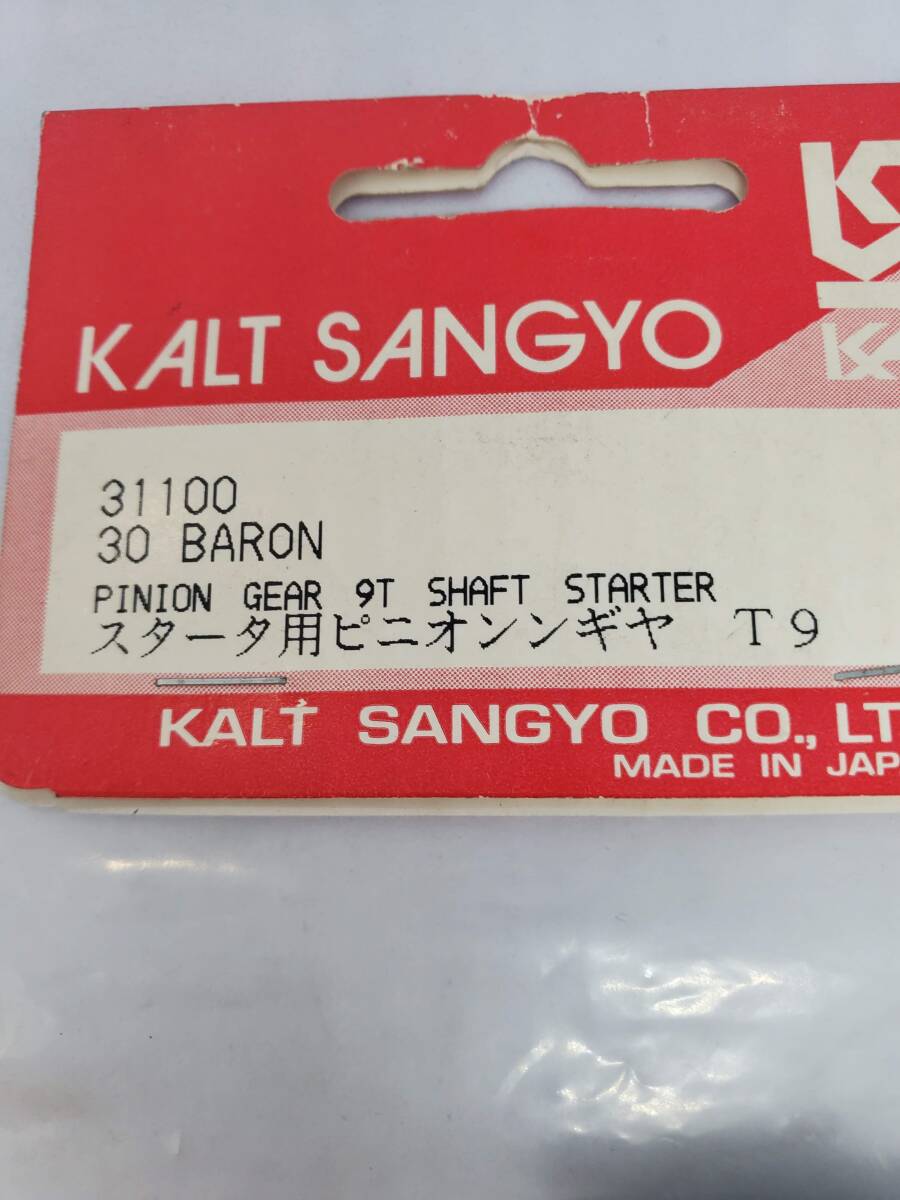 KALT SANGYO
31100
30 BARON
PINION GEAR 9T SHAFT STARTER
スタータ用ピニオンンギヤ T9
KALT SANGYO CO., LT
MADE IN JAP